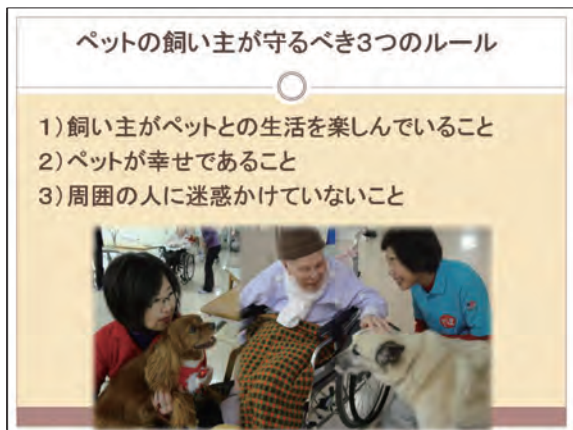 ペットの飼い主が守るべき3つのルール
1)飼い主がペットとの生活を楽しんでいること
2)ペットが幸せであること
3)周囲の人に迷惑かけていないこと